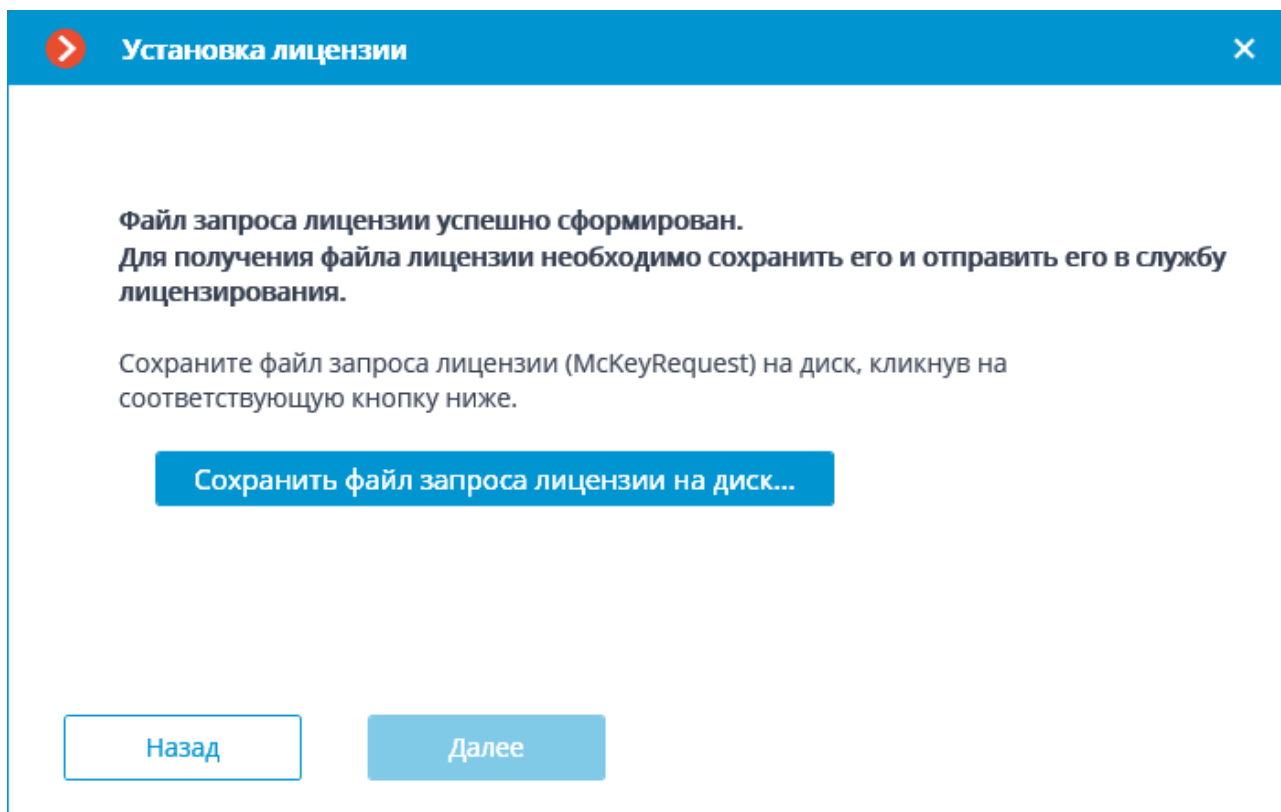 Установка лицензии
Файл запроса лицензии успешно сформирован.
Для получения файла лицензии необходимо сохранить его и отправить его в службу
лицензирования.
Сохраните файл запроса лицензии (McKeyRequest) на диск, кликнув на
соответствующую кнопку ниже.
Сохранить файл запроса лицензии на диск...
Назад
Далее